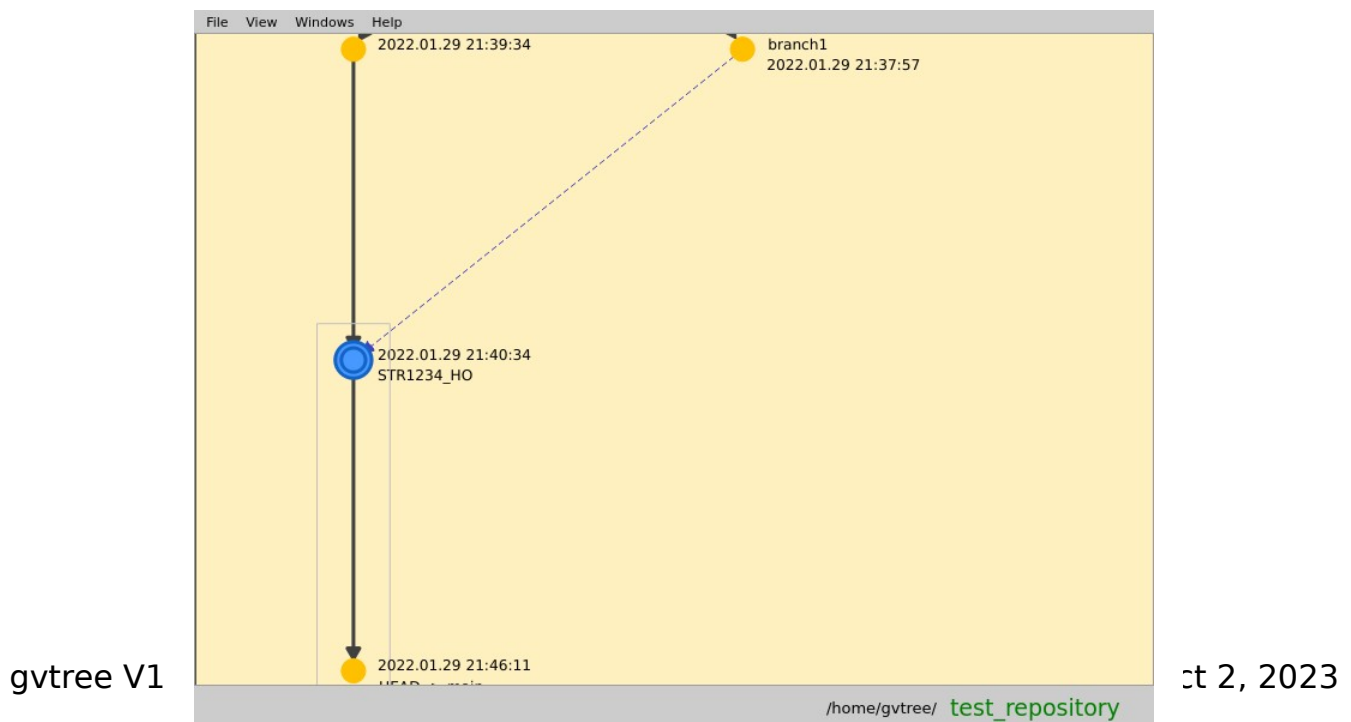 File View Windows Help
2022.01.29 21:39:34
branch1
2022.01.29 21:37:57
2022.01.29 21:40:34
STR1234_HO
2022.01.29 21:46:11
gvtree V1
ct 2, 2023
/home/gvtree/ test_repository